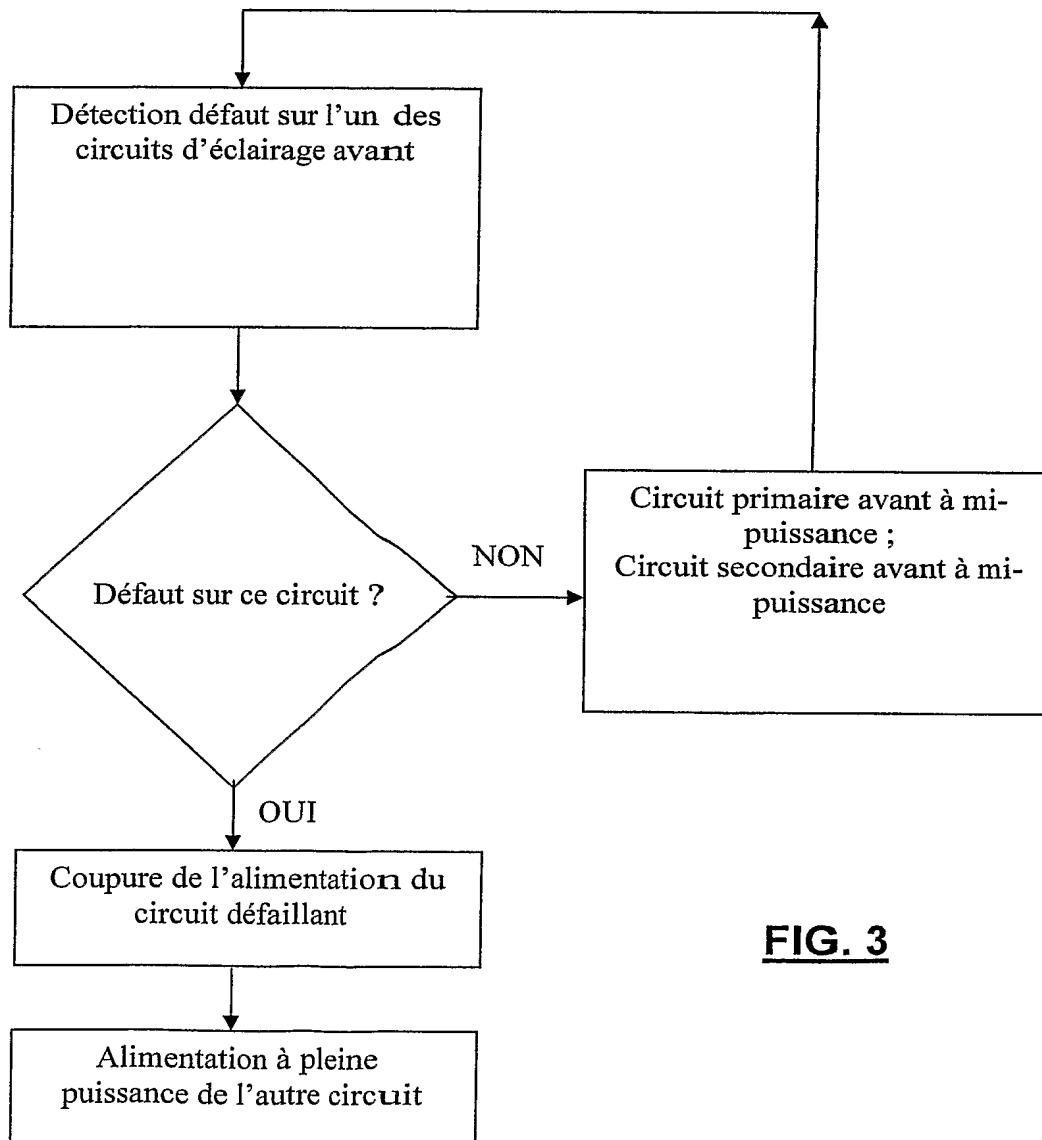 Détection défaut sur l'un des
circuits d'éclairage avant
Défaut sur ce circuit ?
NON
Circuit primaire avant à mi-
puissance ;
Circuit secondaire avant à mi-
puissance
OUI
Coupure de l'alimentation du
circuit défaillant
Alimentation à pleine
puissance de l'autre circuit
FIG. 3